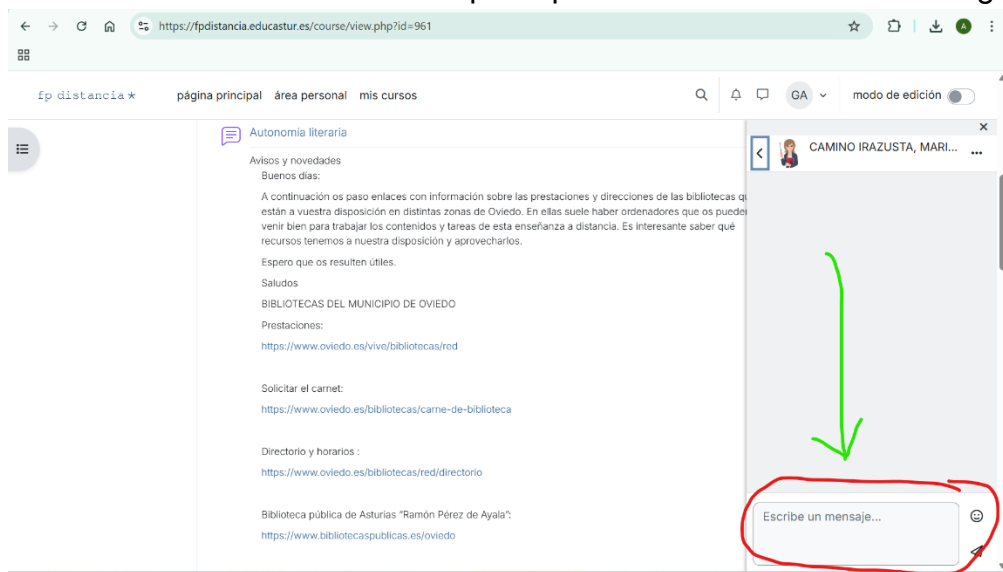 https://fpdistancia.educastur.es/course/view.php?id=961
A
fp distancia*
página principal área personal mis cursos
GA
modo de edición
Autonomía literaria
Avisos y novedades
Buenos días:
A continuación os paso enlaces con información sobre las prestaciones y direcciones de las bibliotecas
están a vuestra disposición en distintas zonas de Oviedo. En ellas suele haber ordenadores que os
venir bien para trabajar los contenidos y tareas de esta enseñanza a distancia. Es interesante saber qué
recursos tenemos a nuestra disposición y aprovecharlos.
Espero que os resulten útiles.
Saludos
BIBLIOTECAS DEL MUNICIPIO DE OVIEDO
Prestaciones:
https://www.oviedo.es/vive/bibliotecas/red
Solicitar el carnet:
https://www.oviedo.es/bibliotecas/carne-de-biblioteca
Directorio y horarios :
https://www.oviedo.es/bibliotecas/red/directorio
Biblioteca pública de Asturias "Ramón Pérez de Ayala":
https://www.bibliotecaspublicas.es/oviedo
CAMINO IRAZUSTA, MARI...
Escribe un mensaje...